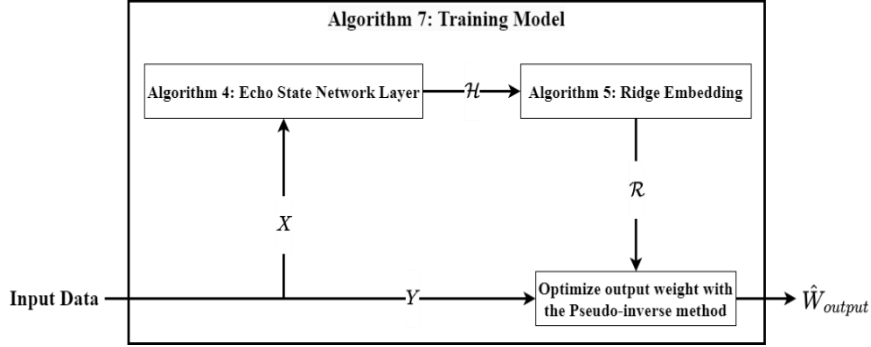 Algorithm 7: Training Model
Algorithm 4: Echo State Network Layer
ℋ
Algorithm 5: Ridge Embedding
ℛ
X
Input Data
Y
Optimize output weight with
the Pseudo-inverse method
Ŵ_output